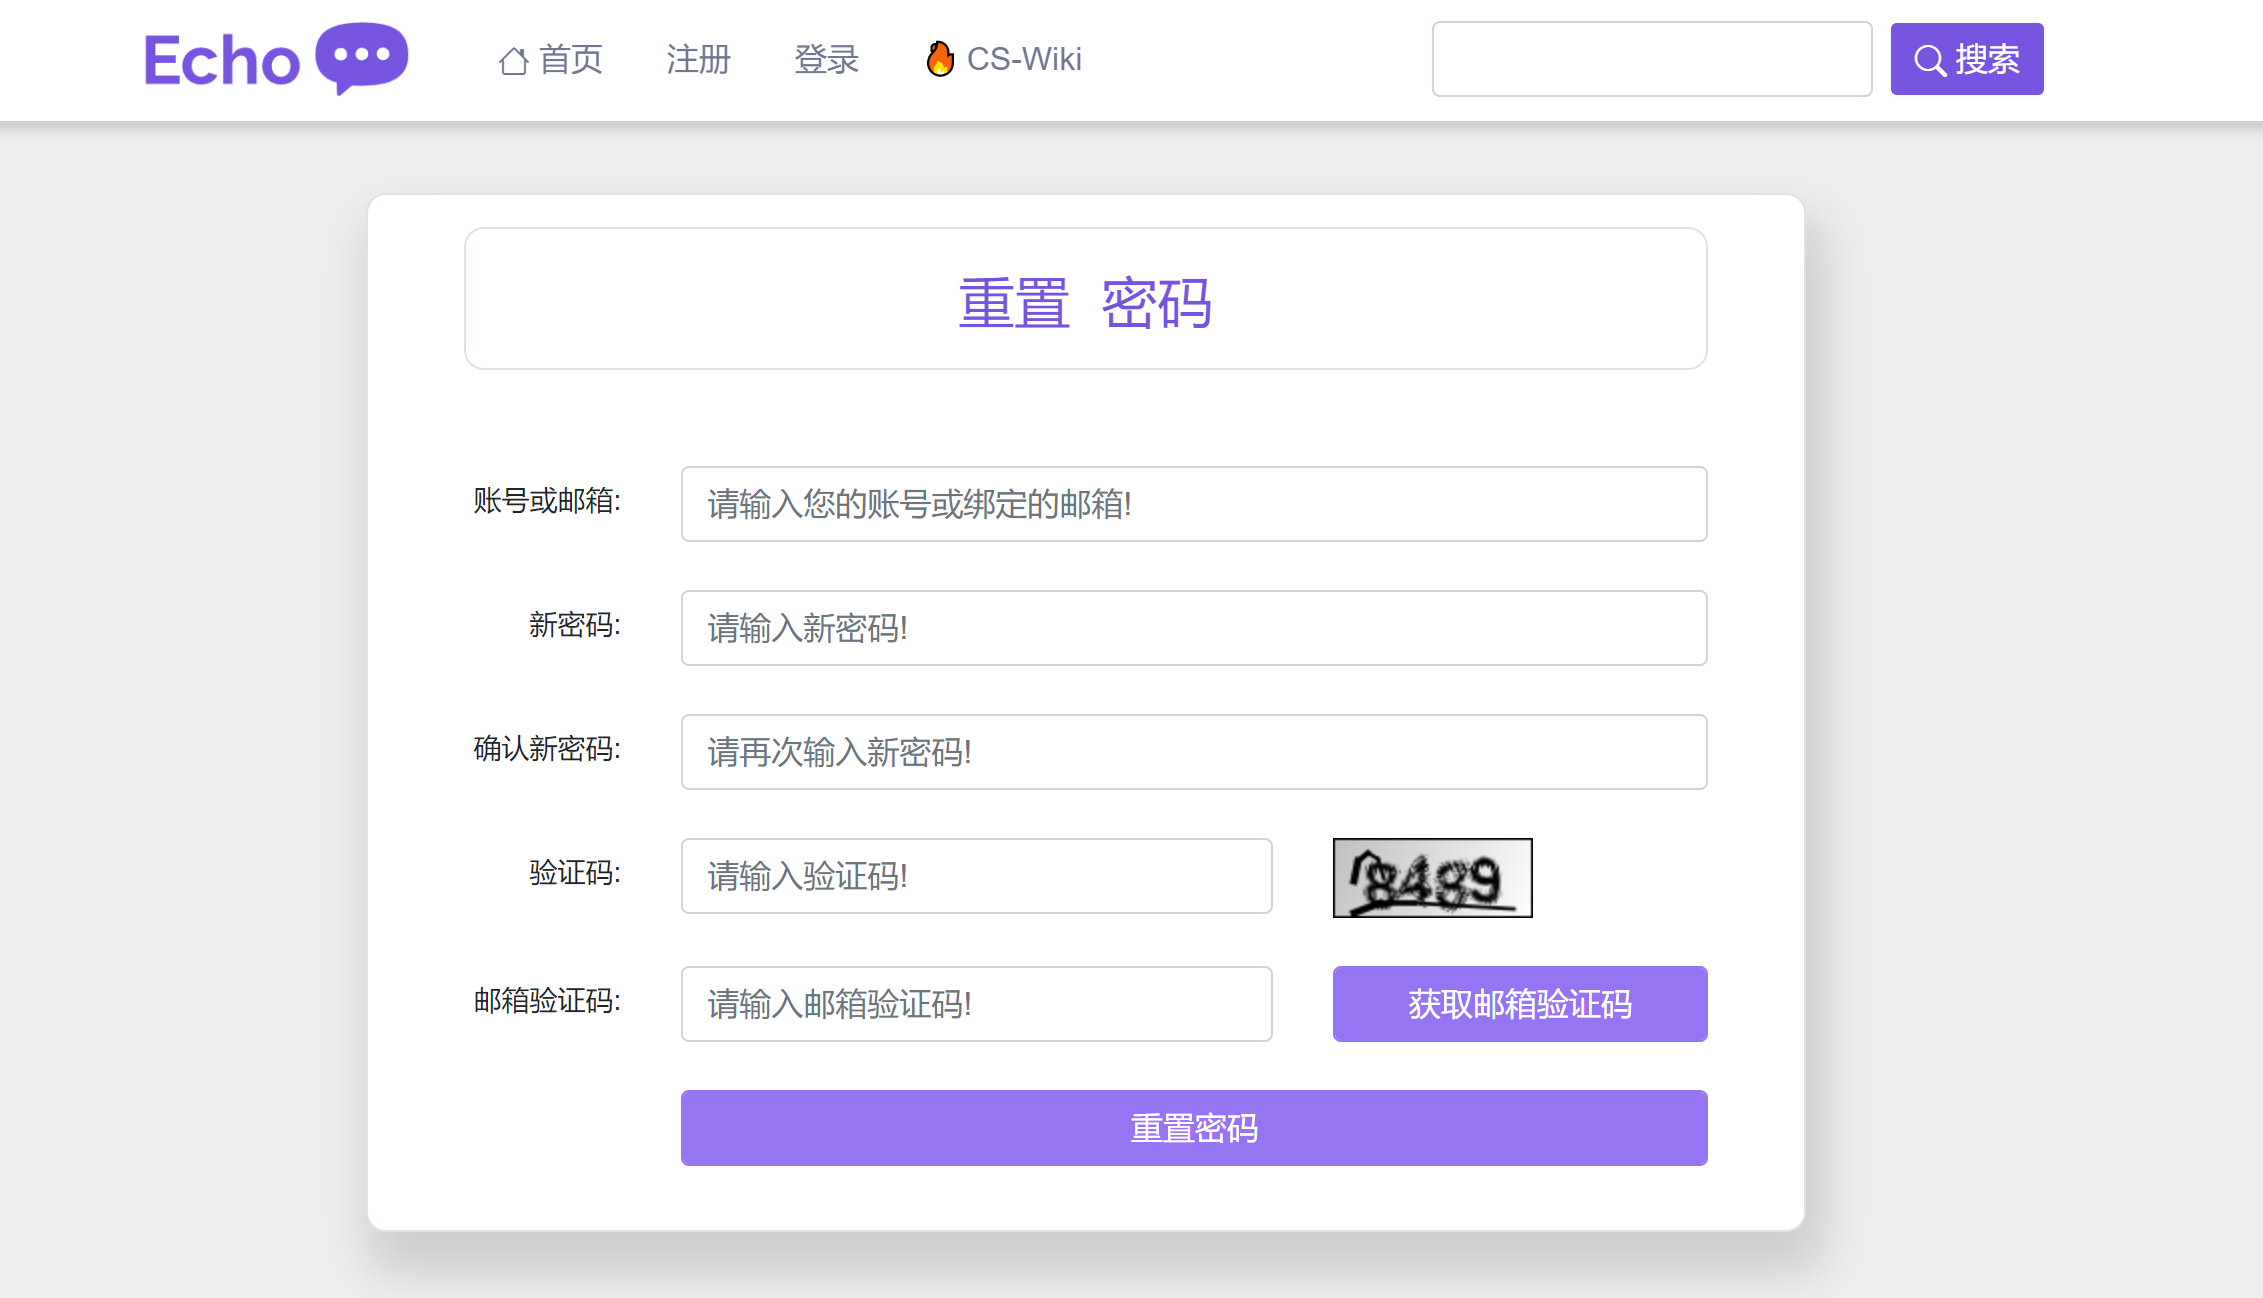 Echo 首页 注册 登录 CS-Wiki 搜索
重置 密码
账号或邮箱: 请输入您的账号或绑定的邮箱!
新密码: 请输入新密码!
确认新密码: 请再次输入新密码!
验证码: 请输入验证码!
邮箱验证码: 请输入邮箱验证码! 获取邮箱验证码
重置密码